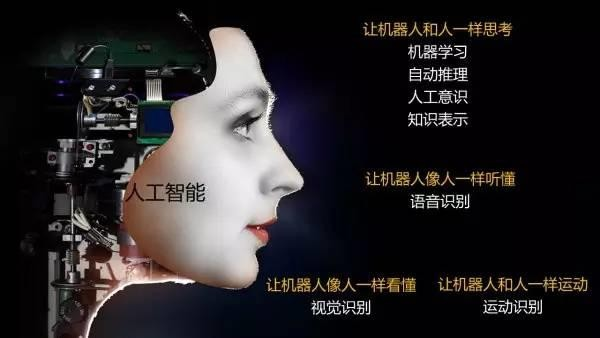 让机器人和人一样思考
机器学习
自动推理
人工意识
知识表示
让机器人像人一样听懂
语音识别
人工智能
让机器人像人一样看懂
视觉识别
让机器人和人一样运动
运动识别